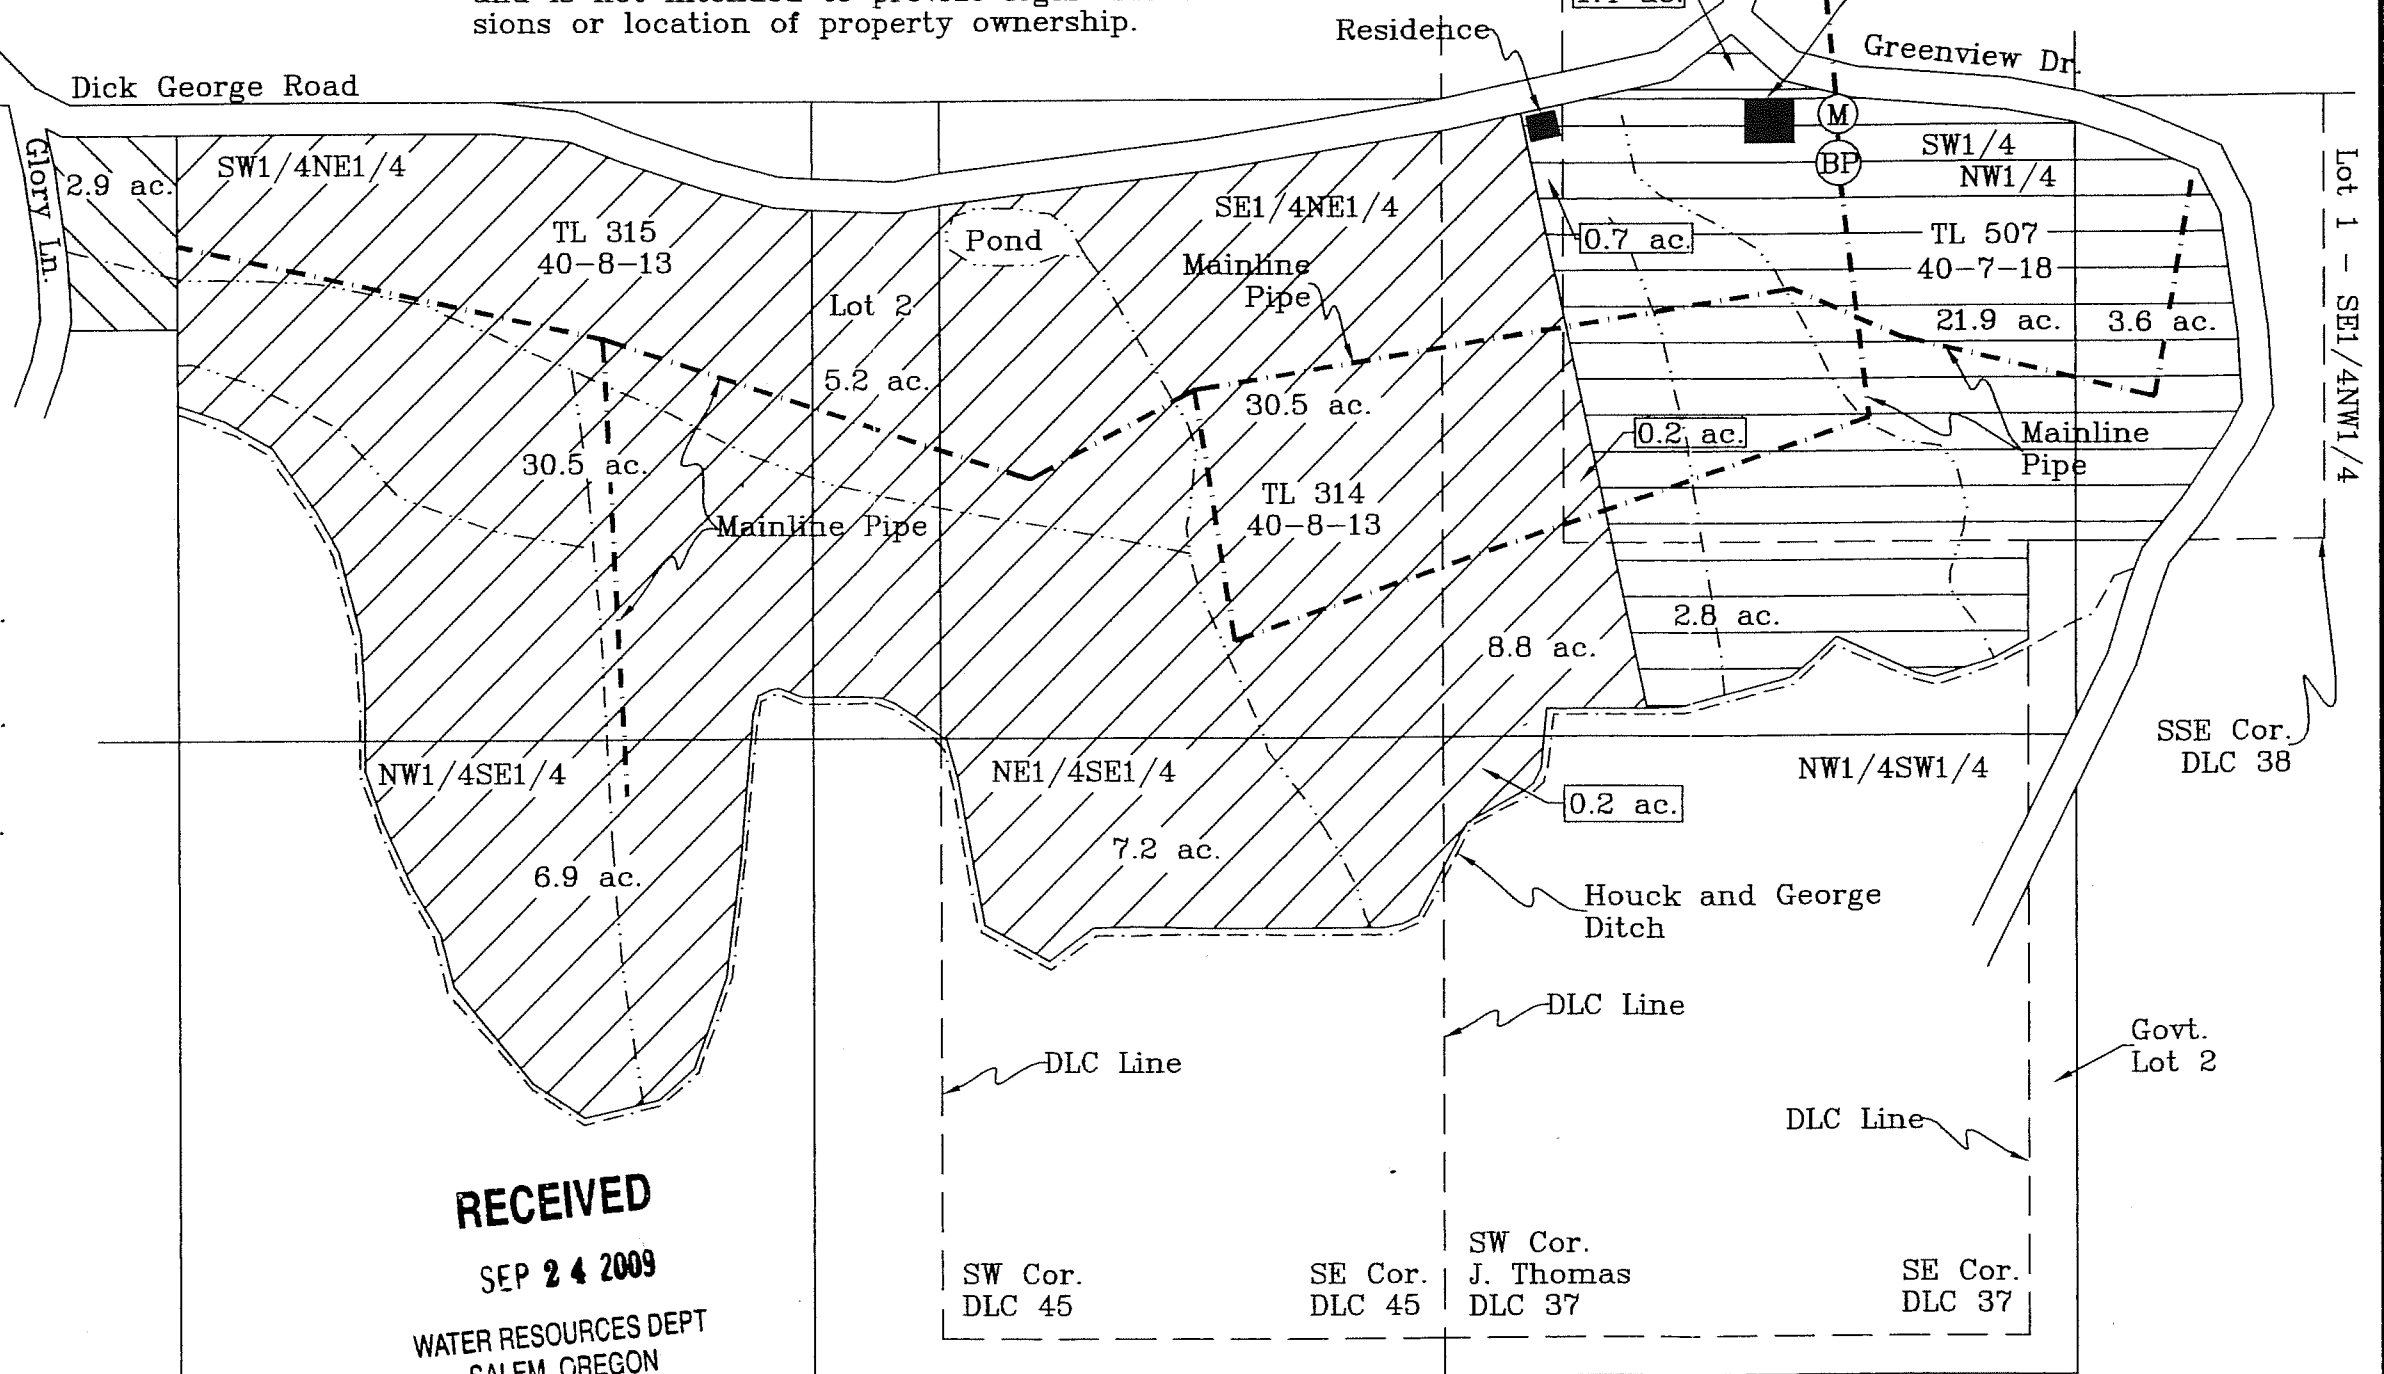 sions or location of property ownership.
Residence
Greenview Dr.
Dick George Road
Glory Ln.
2.9 ac.
SW1/4NE1/4
TL 315
40-8-13
Lot 2
5.2 ac.
30.5 ac.
Mainline Pipe
Pond
SE1/4NE1/4
Mainline
Pipe
30.5 ac.
TL 314
40-8-13
8.8 ac.
0.7 ac.
0.2 ac.
M
BP
SW1/4
NW1/4
TL 507
40-7-18
21.9 ac.
3.6 ac.
Mainline
Pipe
2.8 ac.
Lot 1 - SE1/4NW1/4
SSE Cor.
DLC 38
NW1/4SE1/4
6.9 ac.
NE1/4SE1/4
7.2 ac.
0.2 ac.
NW1/4SW1/4
Houck and George
Ditch
DLC Line
DLC Line
DLC Line
Govt.
Lot 2
SW Cor.
DLC 45
SE Cor.
DLC 45
SW Cor.
J. Thomas
DLC 37
SE Cor.
DLC 37
RECEIVED
SEP 24 2009
WATER RESOURCES DEPT
SALEM, OREGON